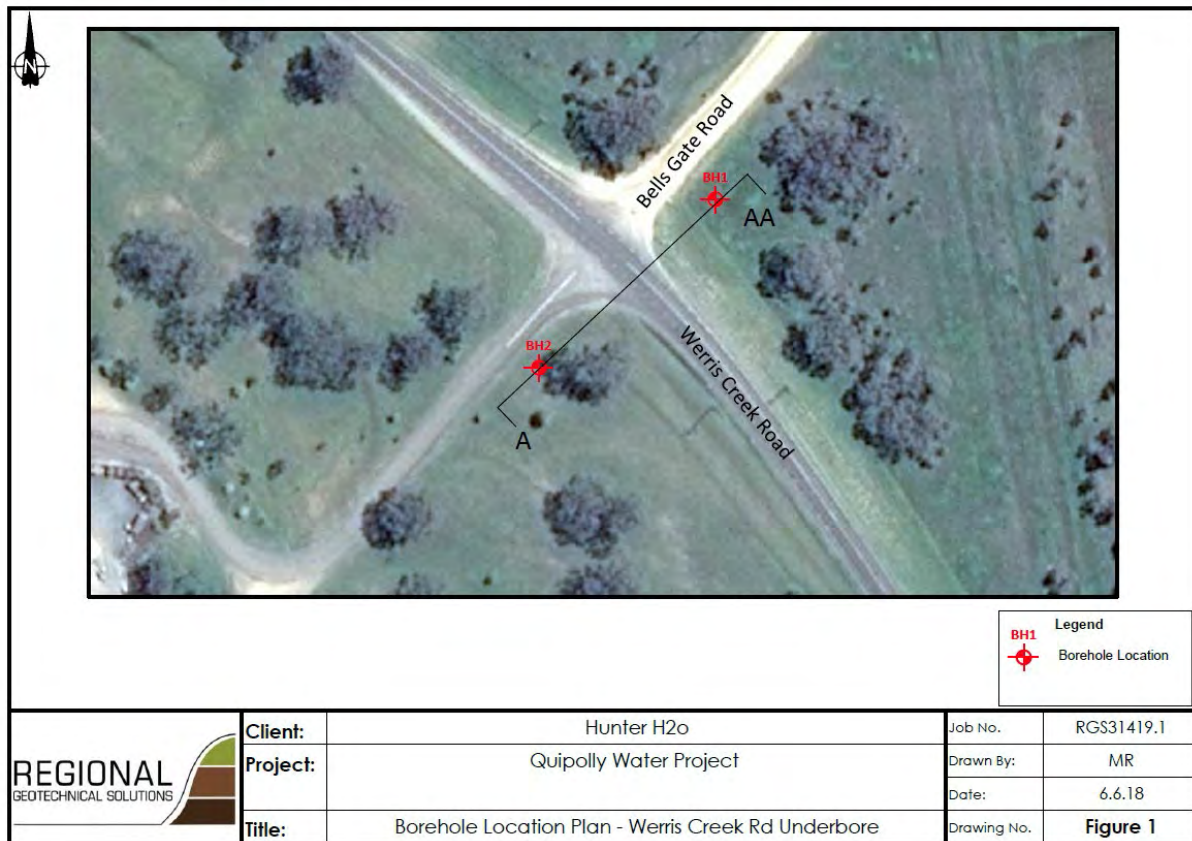 N
Bells Gate Road
BH1
AA
BH2
A
Werris Creek Road
Legend
BH1
Borehole Location
REGIONAL
GEOTECHNICAL SOLUTIONS
Client:
Hunter H2o
Project:
Quipolly Water Project
Title:
Borehole Location Plan - Werris Creek Rd Underbore
Job No.
RGS31419.1
Drawn By:
MR
Date:
6.6.18
Drawing No.
Figure 1